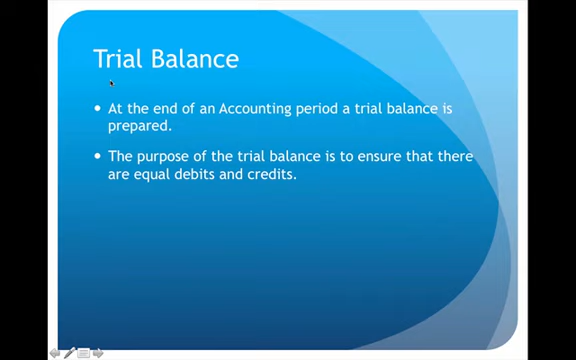 Trial Balance
• At the end of an Accounting period a trial balance is
prepared.
• The purpose of the trial balance is to ensure that there
are equal debits and credits.